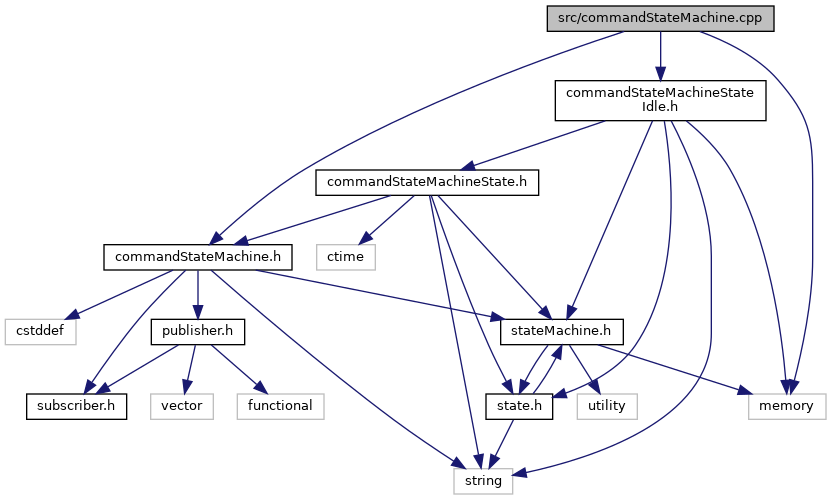 src/commandStateMachine.cpp
commandStateMachineState
Idle.h
commandStateMachineState.h
commandStateMachine.h
ctime
cstddef
publisher.h
stateMachine.h
subscriber.h
vector
functional
state.h
utility
memory
string